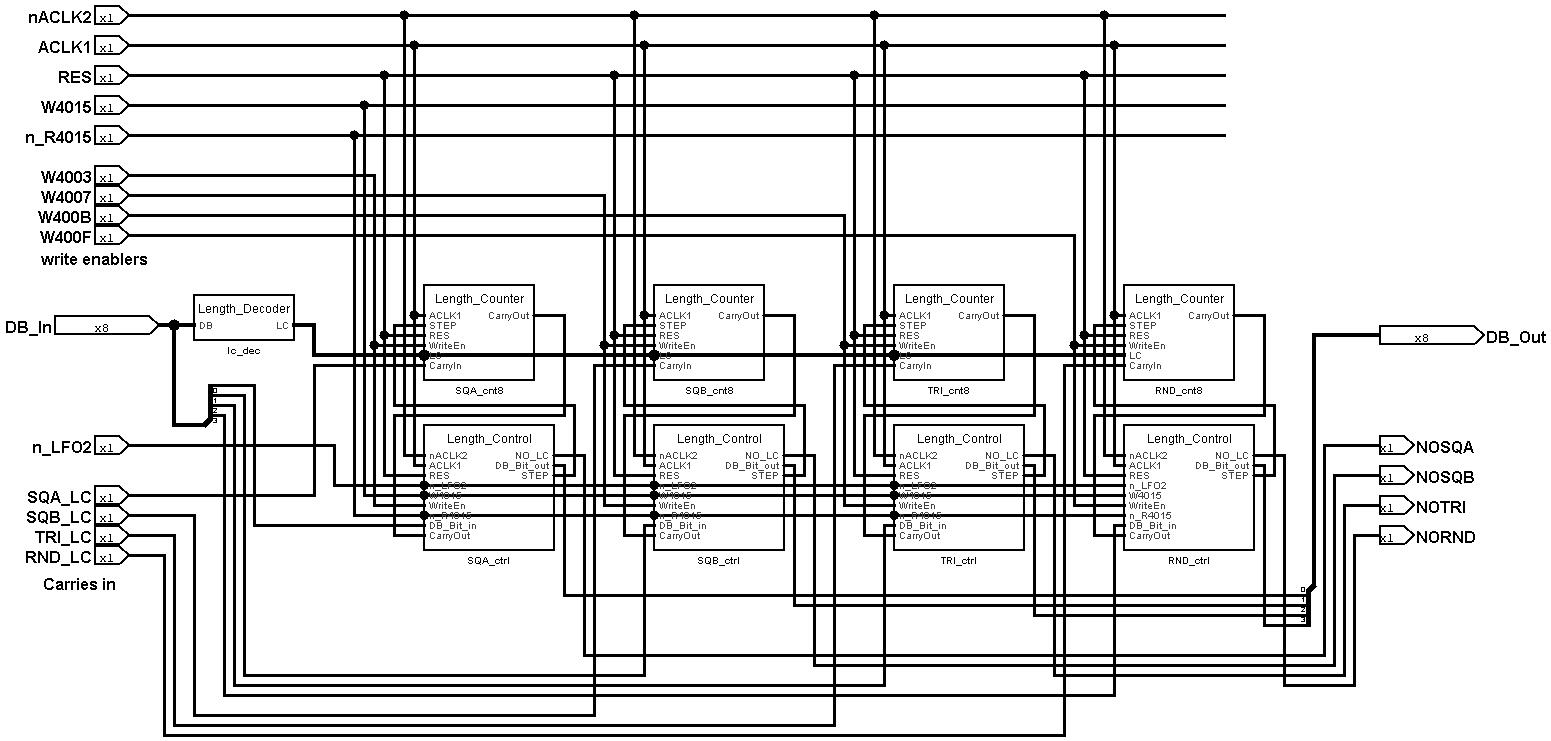 nACLK2 x1
ACLK1 x1
RES x1
W4015 x1
n_R4015 x1
W4003 x1
W4007 x1
W400B x1
W400F x1
write enablers
DB_In x8
Length_Decoder
DB LC
lc_dec
Length_Counter
ACLK1 CarryOut
STEP
RES
WriteEn
CarryIn
SQA_cnt8
Length_Counter
ACLK1 CarryOut
STEP
RES
WriteEn
CarryIn
SQB_cnt8
Length_Counter
ACLK1 CarryOut
STEP
RES
WriteEn
CarryIn
TRI_cnt8
Length_Counter
ACLK1 CarryOut
STEP
RES
WriteEn
LC
CarryIn
RND_cnt8
x8 DB_Out
0
1
2
3
n_LFO2 x1
SQA_LC x1
SQB_LC x1
TRI_LC x1
RND_LC x1
Carries in
Length_Control
nACLK2 NO_LC
ACLK1 DB_Bit_out
RES STEP
n_LFO2
W4015
WriteEn
n_R4015
DB_Bit_in
CarryOut
SQA_ctrl
Length_Control
nACLK2 NO_LC
ACLK1 DB_Bit_out
RES STEP
n_LFO2
W4015
WriteEn
n_R4015
DB_Bit_in
CarryOut
SQB_ctrl
Length_Control
nACLK2 NO_LC
ACLK1 DB_Bit_out
RES STEP
n_LFO2
W4015
WriteEn
n_R4015
DB_Bit_in
CarryOut
TRI_ctrl
Length_Control
nACLK2 NO_LC
ACLK1 DB_Bit_out
RES STEP
n_LFO2
W4015
WriteEn
n_R4015
DB_Bit_in
CarryOut
RND_ctrl
0
1
2
3
x1 NOSQA
x1 NOSQB
x1 NOTRI
x1 NORND